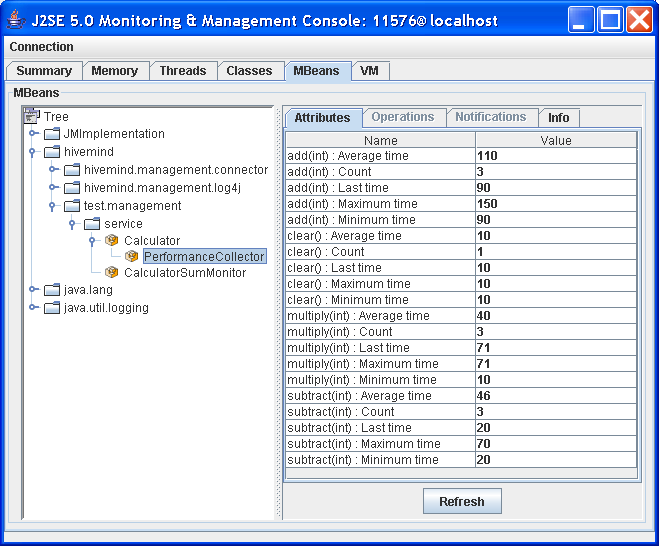 J2SE 5.0 Monitoring & Management Console: 11576@localhost
Connection
Summary Memory Threads Classes MBeans VM
MBeans
Tree
JMImplementation
hivemind
hivemind.management.connector
hivemind.management.log4j
test.management
service
Calculator
PerformanceCollector
CalculatorSumMonitor
java.lang
java.util.logging
Attributes Operations Notifications Info
Name Value
add(int) : Average time 110
add(int) : Count 3
add(int) : Last time 90
add(int) : Maximum time 150
add(int) : Minimum time 90
clear() : Average time 10
clear() : Count 1
clear() : Last time 10
clear() : Maximum time 10
clear() : Minimum time 10
multiply(int) : Average time 40
multiply(int) : Count 3
multiply(int) : Last time 71
multiply(int) : Maximum time 71
multiply(int) : Minimum time 10
subtract(int) : Average time 46
subtract(int) : Count 3
subtract(int) : Last time 20
subtract(int) : Maximum time 70
subtract(int) : Minimum time 20
Refresh